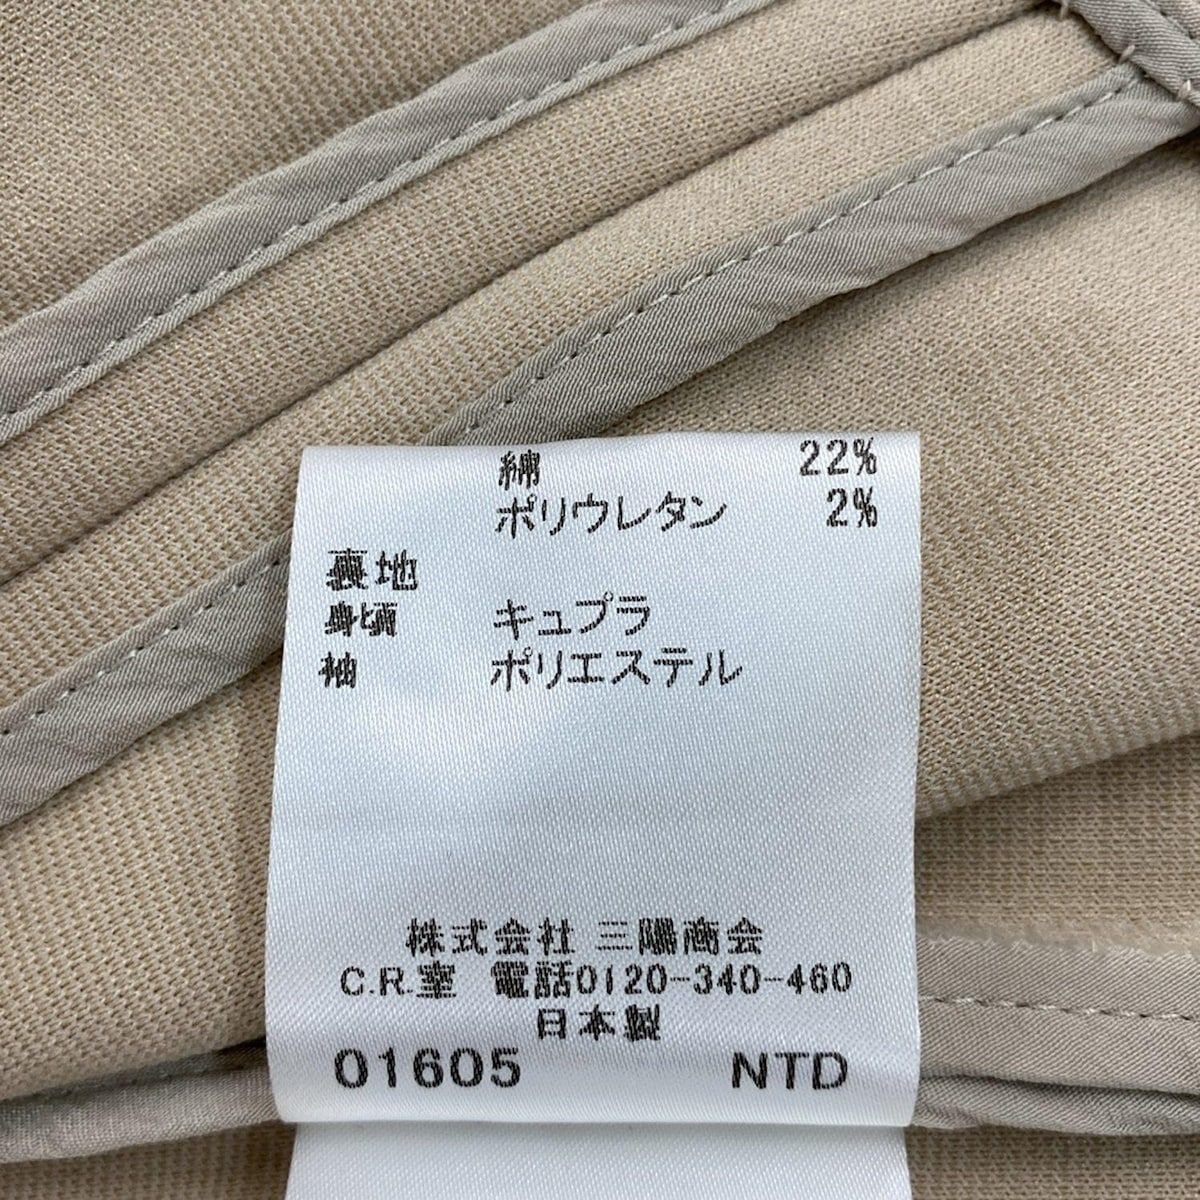 綿 22%
ポリウレタン 2%
裏地
身頃 キュプラ
袖 ポリエステル
株式会社 三陽商会
C.R.室 電話0120-340-460
日本製
01605 NTD